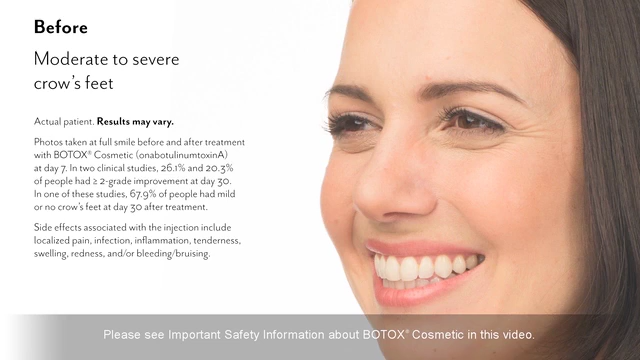 Before
Moderate to severe
crow's feet
Actual patient. Results may vary.
Photos taken at full smile before and after treatment
with BOTOX® Cosmetic (onabotulinumtoxinA)
at day 7. In two clinical studies, 26.1% and 20.3%
of people had ≥ 2-grade improvement at day 30.
In one of these studies, 67.9% of people had mild
or no crow's feet at day 30 after treatment.
Side effects associated with the injection include
localized pain, infection, inflammation, tenderness,
swelling, redness, and/or bleeding/bruising.
Please see Important Safety Information about BOTOX® Cosmetic in this video.